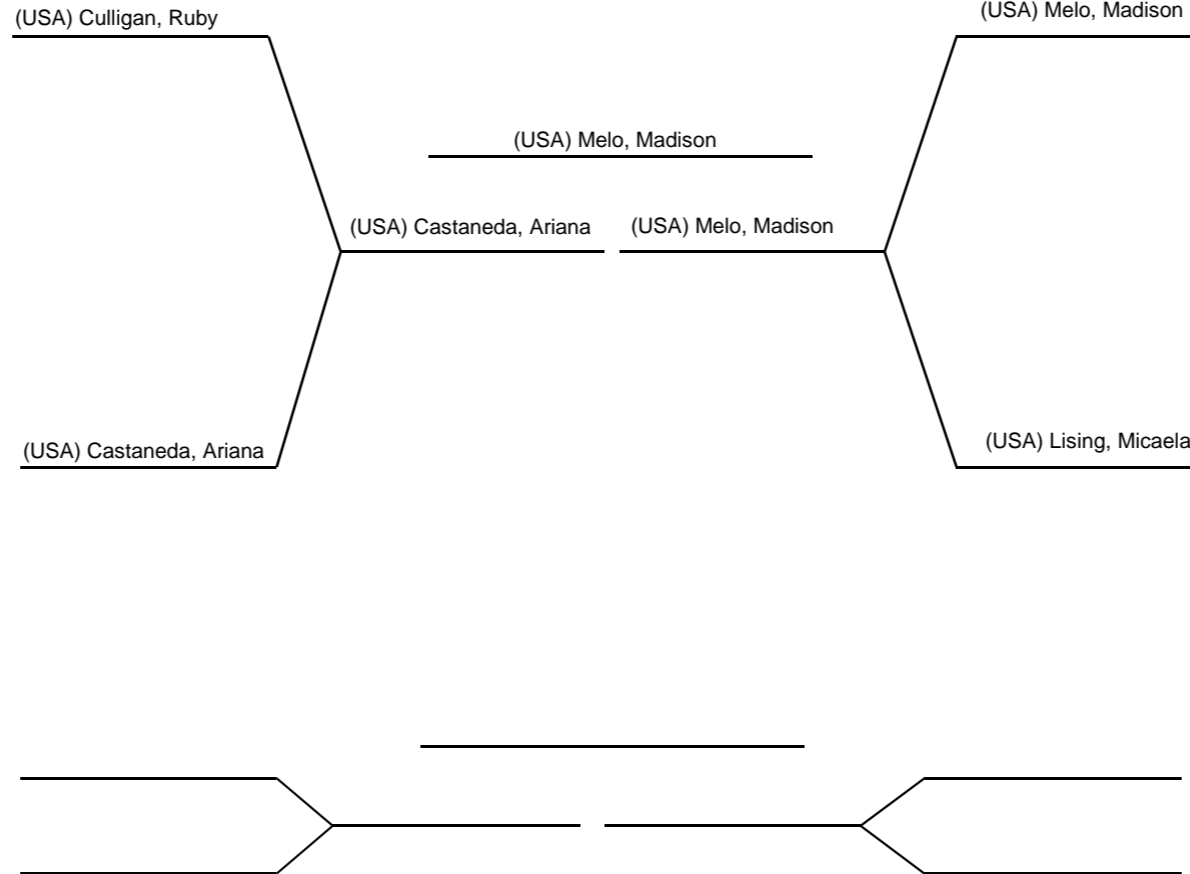 (USA) Culligan, Ruby
(USA) Melo, Madison
(USA) Melo, Madison
(USA) Castaneda, Ariana
(USA) Melo, Madison
(USA) Castaneda, Ariana
(USA) Lising, Micaela